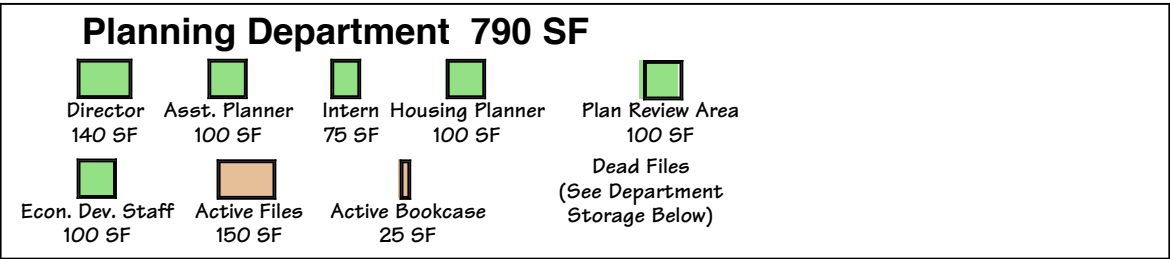 Planning Department 790 SF
Director Asst. Planner Intern Housing Planner Plan Review Area
140 SF 100 SF 75 SF 100 SF 100 SF
Dead Files
(See Department
Storage Below)
Econ. Dev. Staff Active Files Active Bookcase
100 SF 150 SF 25 SF